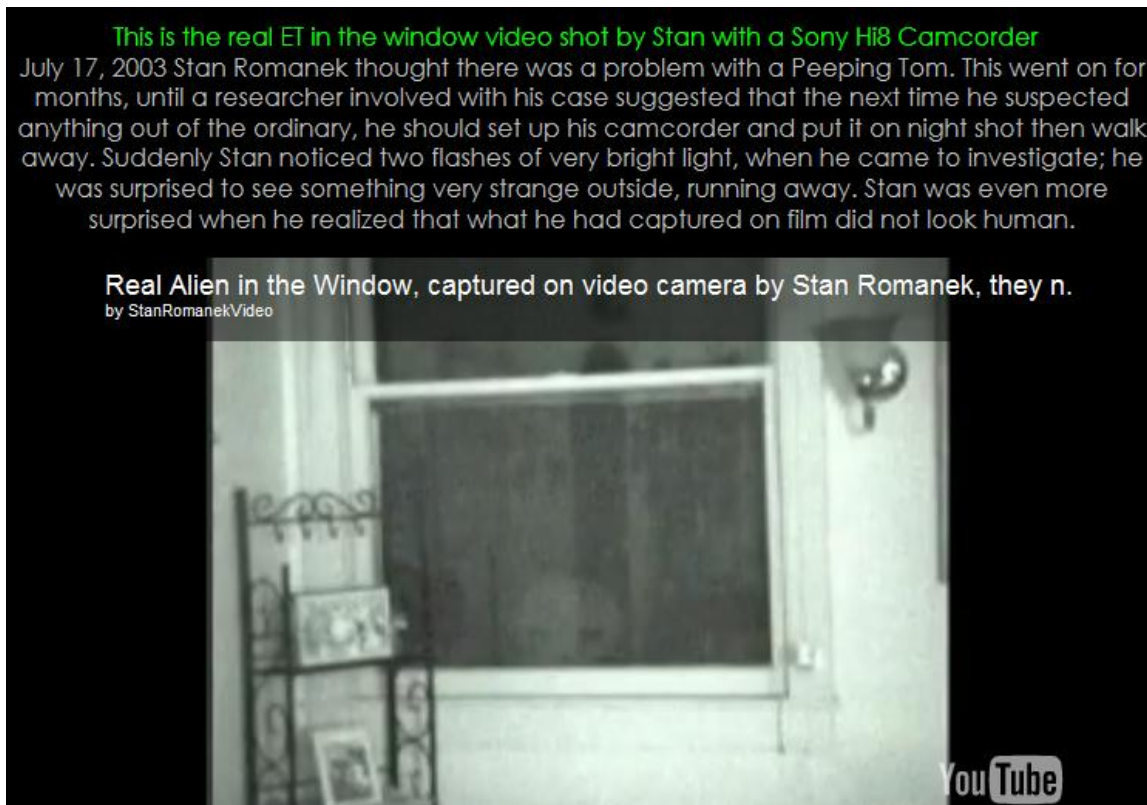 This is the real ET in the window video shot by Stan with a Sony Hi8 Camcorder
July 17, 2003 Stan Romanek thought there was a problem with a Peeping Tom. This went on for
months, until a researcher involved with his case suggested that the next time he suspected
anything out of the ordinary, he should set up his camcorder and put it on night shot then walk
away. Suddenly Stan noticed two flashes of very bright light, when he came to investigate; he
was surprised to see something very strange outside, running away. Stan was even more
surprised when he realized that what he had captured on film did not look human.
Real Alien in the Window, captured on video camera by Stan Romanek, they n.
by StanRomanekVideo
YouTube